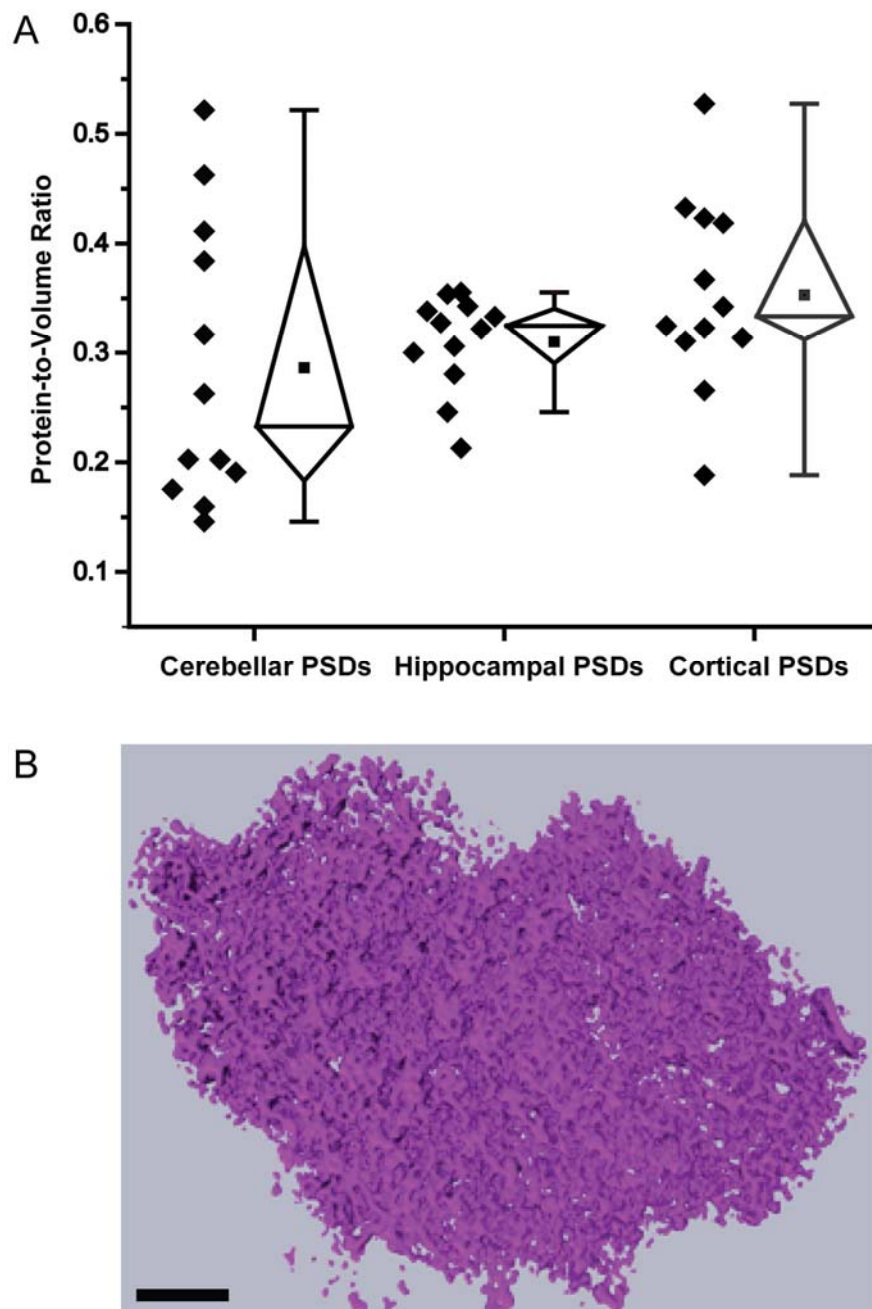 A
0.6
0.5
0.4
0.3
0.2
0.1
Protein-to-Volume Ratio
Cerebellar PSDs Hippocampal PSDs Cortical PSDs
B